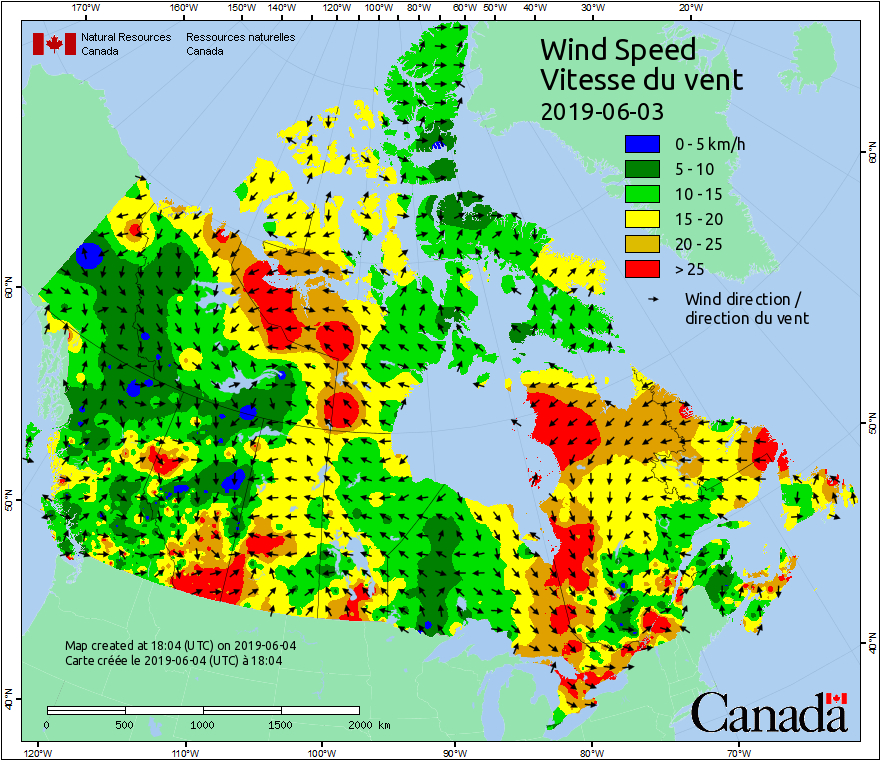 170°W 160°W 150°W 140°W 120°W 100°W 80°W 60°W 50°W 40°W 30°W 20°W
Natural Resources Ressources naturelles
Canada Canada
Wind Speed
Vitesse du vent
2019-06-03
0 - 5 km/h
5 - 10
10 - 15
15 - 20
20 - 25
> 25
Wind direction /
direction du vent
60°N
60°N
50°N
50°N
40°N
40°N
Map created at 18:04 (UTC) on 2019-06-04
Carte créée le 2019-06-04 (UTC) à 18:04
0 500 1000 1500 2000 km
Canada
120°W 110°W 100°W 90°W 80°W 70°W